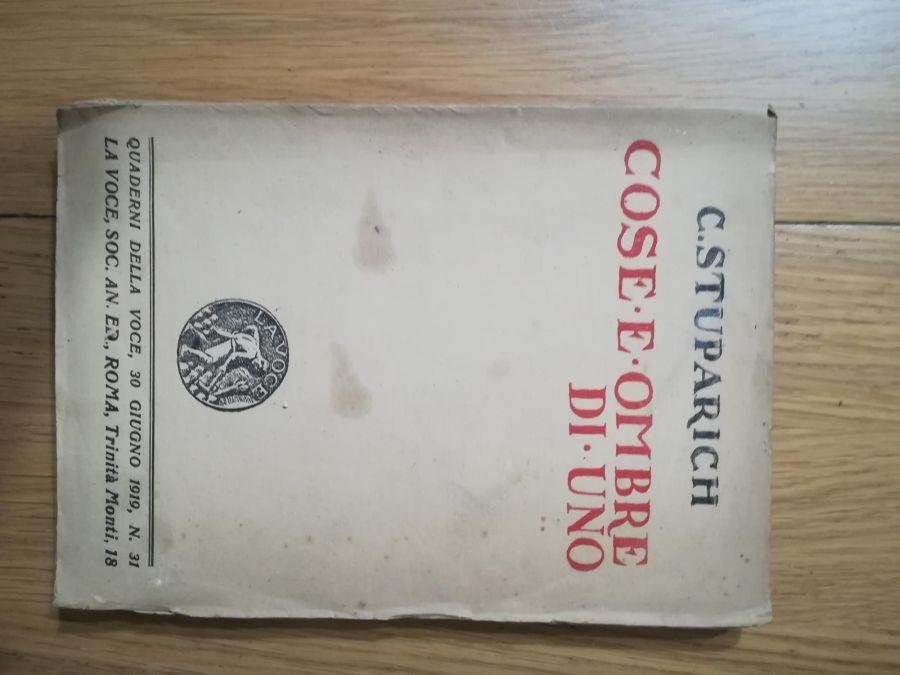 C. STUPARICH
COSE·E·OMBRE
DI·UNO
LA VOCE
QUADERNI DELLA VOCE, 30 GIUGNO 1919, N. 31
LA VOCE, SOC. AN. ED., ROMA, Trinità Monti, 18